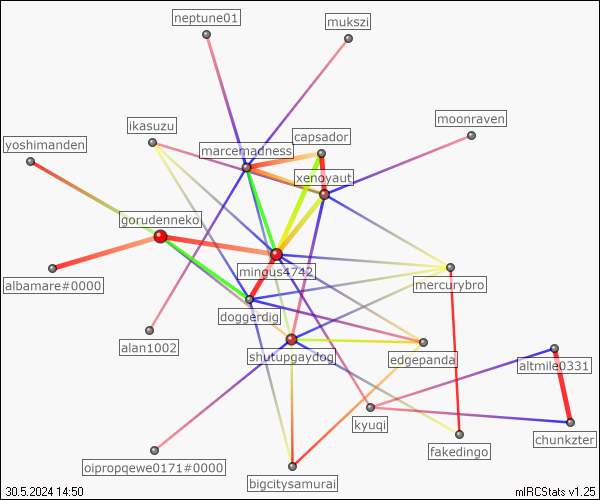 neptune01
mukszi
moonraven
ikasuzu
capsador
yoshimanden
marcemadness
xenoyaut
gorudenneko
mingus4742
albamare#0000
mercurybro
doggerdig
alan1002
shutupgaydog
edgepanda
altmile0331
kyuqi
chunkzter
fakedingo
oipropqewe0171#0000
bigcitysamurai
30.5.2024 14:50
mIRCStats v1.25